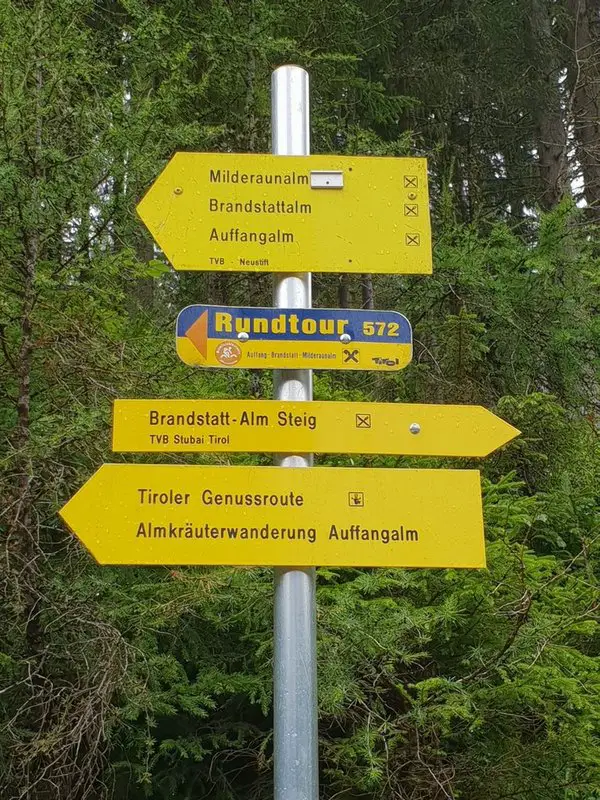 Milderaunalm
Brandstattalm
Auffangalm
TVB - Neustift
Rundtour 572
Auffang - Brandstatt - Milderaunalm
Tirol
Brandstatt-Alm Steig
TVB Stubai Tirol
Tiroler Genussroute
Almkräuterwanderung Auffangalm